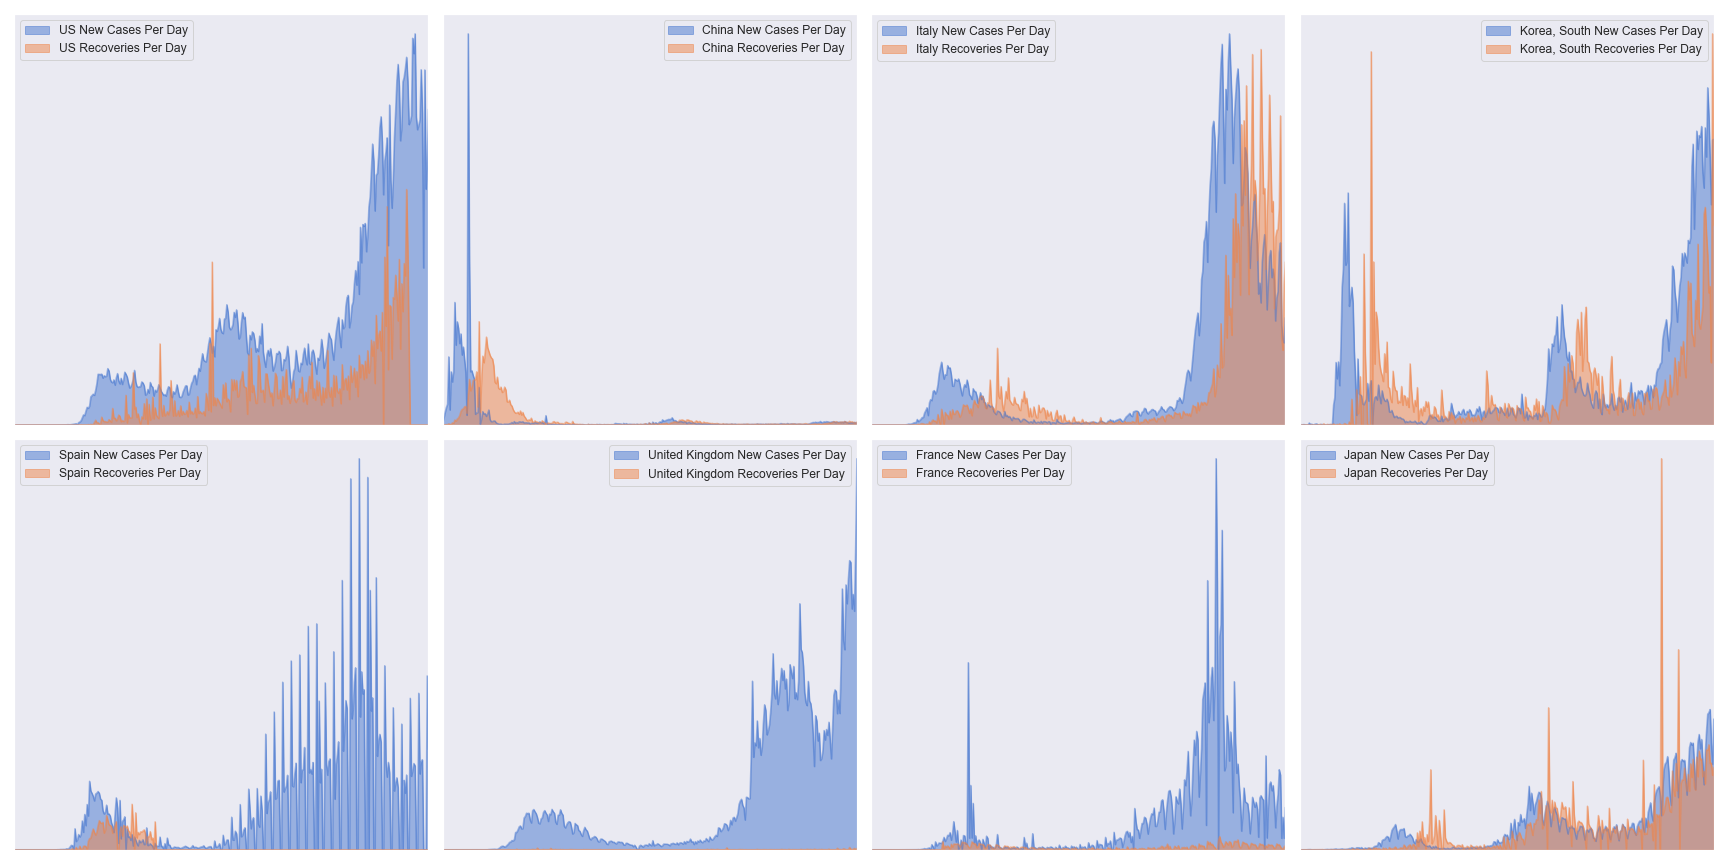 US New Cases Per Day
US Recoveries Per Day
China New Cases Per Day
China Recoveries Per Day
Italy New Cases Per Day
Italy Recoveries Per Day
Korea, South New Cases Per Day
Korea, South Recoveries Per Day
Spain New Cases Per Day
Spain Recoveries Per Day
United Kingdom New Cases Per Day
United Kingdom Recoveries Per Day
France New Cases Per Day
France Recoveries Per Day
Japan New Cases Per Day
Japan Recoveries Per Day